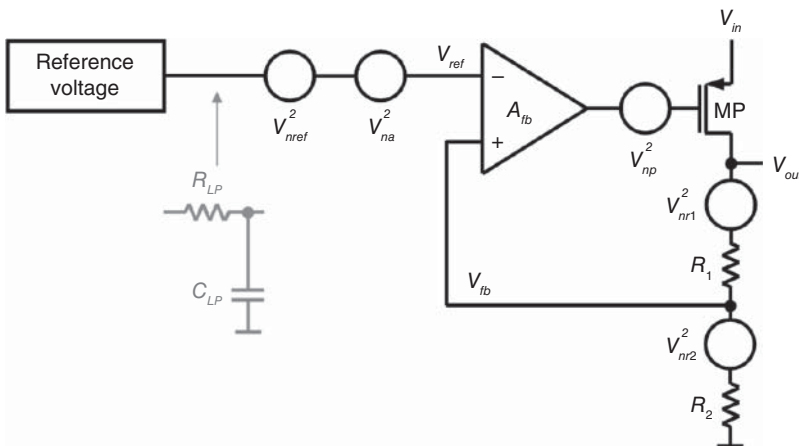 Reference
voltage
V²nref
V²na
Vref
−
+
Afb
V²np
Vin
MP
Vou
V²nr1
R1
Vfb
V²nr2
R2
RLP
CLP